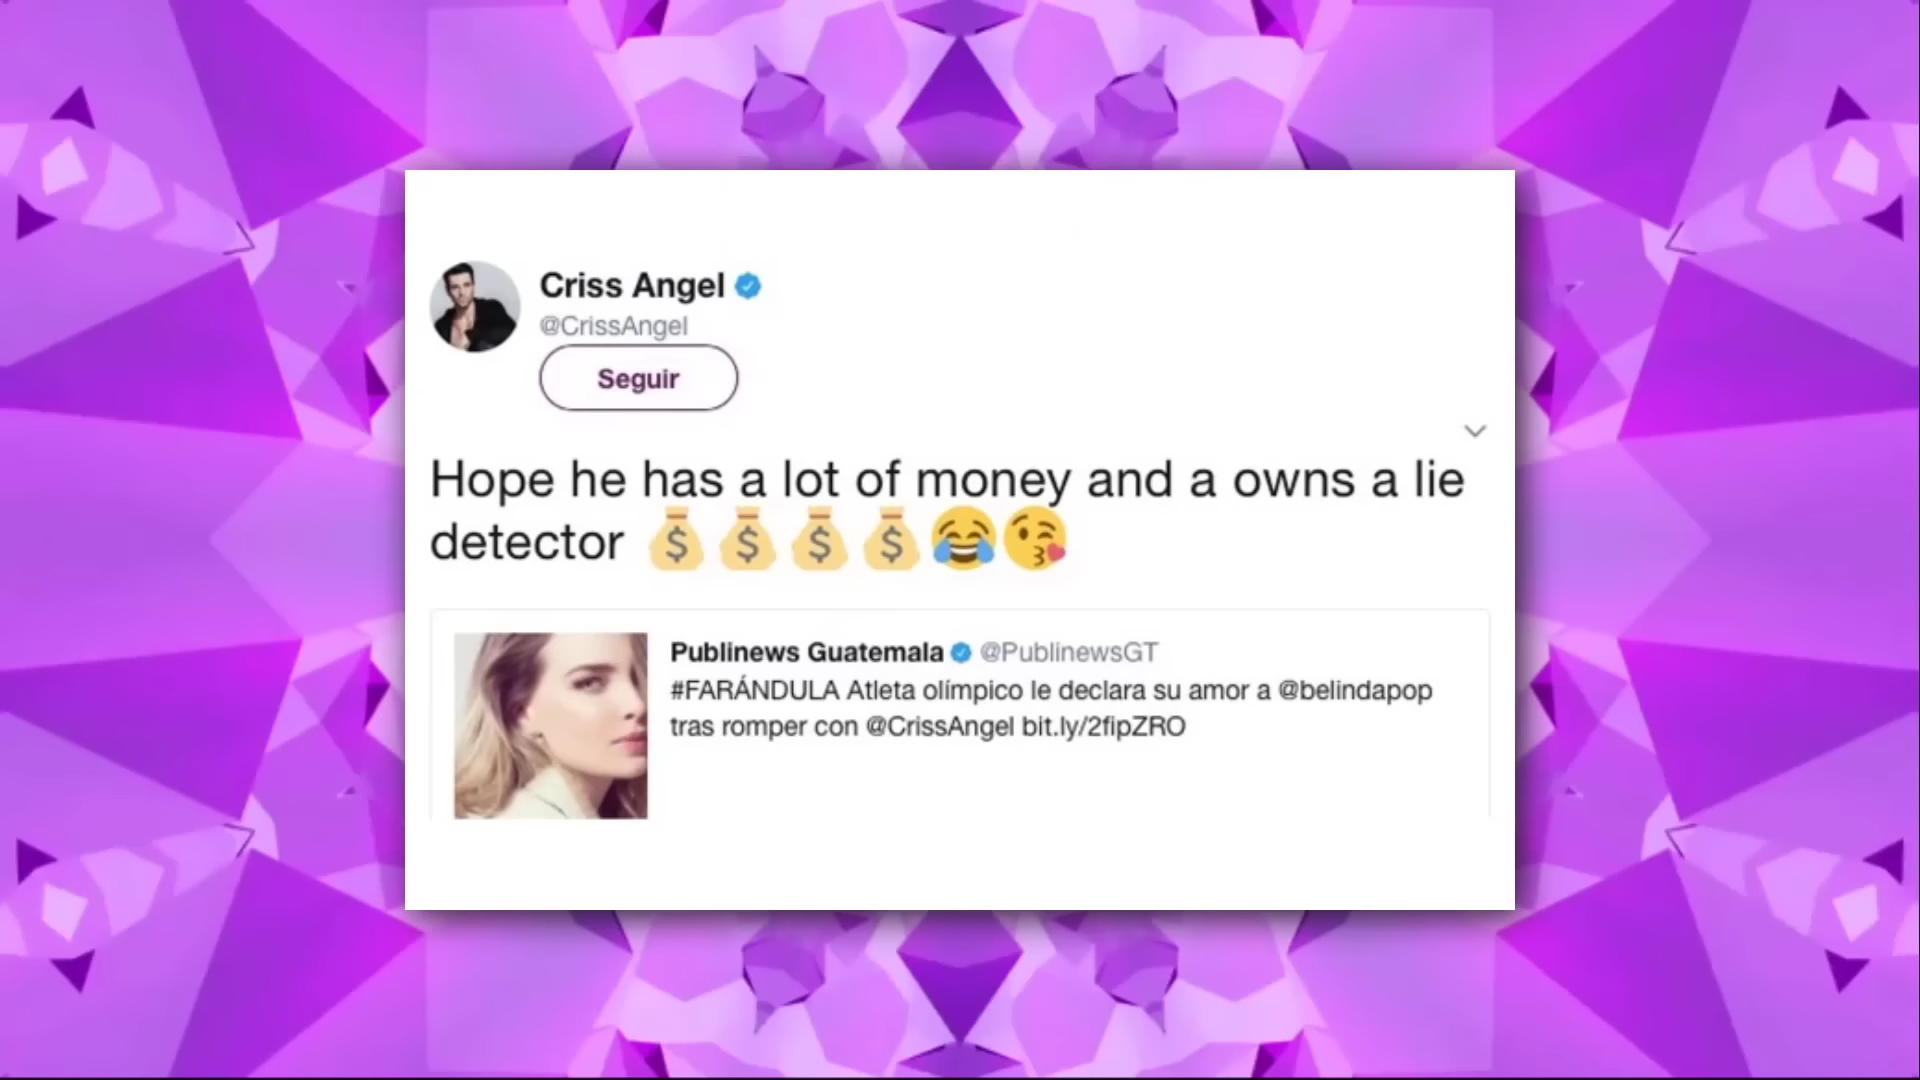 Criss Angel
@CrissAngel
Seguir
Hope he has a lot of money and a owns a lie
detector 💰💰💰💰😂😘
Publinews Guatemala @PublinewsGT
#FARÁNDULA Atleta olímpico le declara su amor a @belindapop
tras romper con @CrissAngel bit.ly/2fipZRO